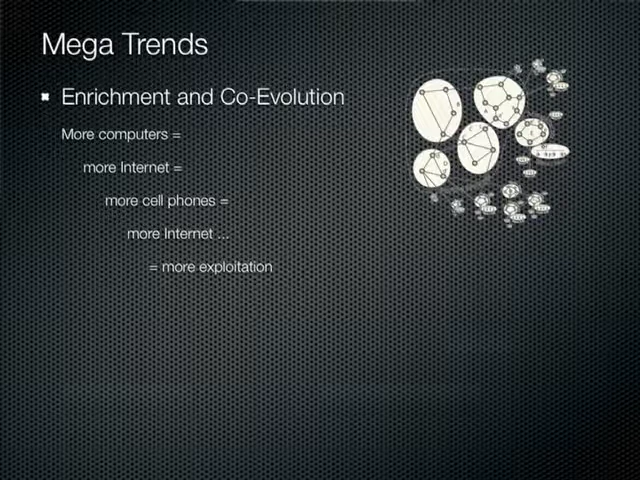 Mega Trends
Enrichment and Co-Evolution
More computers =
more Internet =
more cell phones =
more Internet ...
= more exploitation